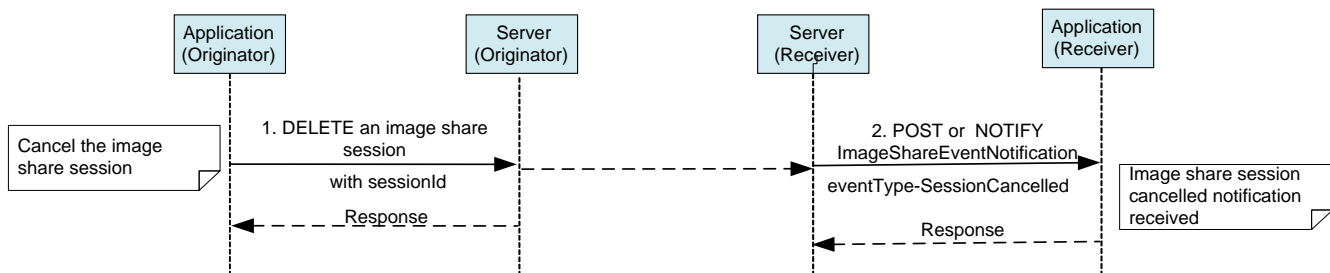 Application
(Originator)
Server
(Originator)
Server
(Receiver)
Application
(Receiver)
Cancel the image
share session
1. DELETE an image share
session
with sessionId
Response
2. POST or NOTIFY
ImageShareEventNotification
eventType-SessionCancelled
Response
Image share session
cancelled notification
received